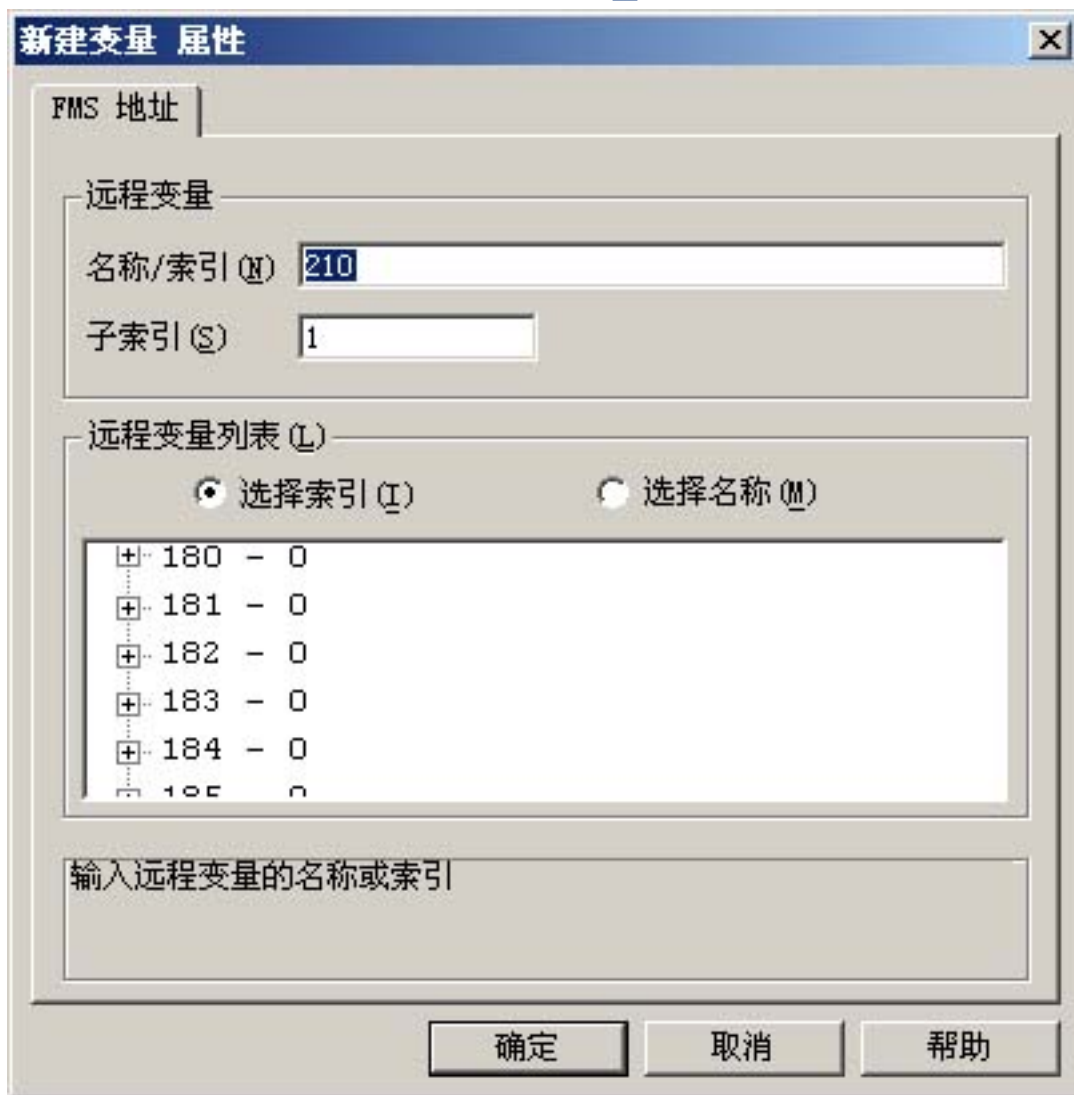 新建变量 属性
FMS 地址
远程变量
名称/索引(N) 210
子索引(S) 1
远程变量列表(L)
选择索引(I) 选择名称(M)
180 - 0
181 - 0
182 - 0
183 - 0
184 - 0
输入远程变量的名称或索引
确定 取消 帮助